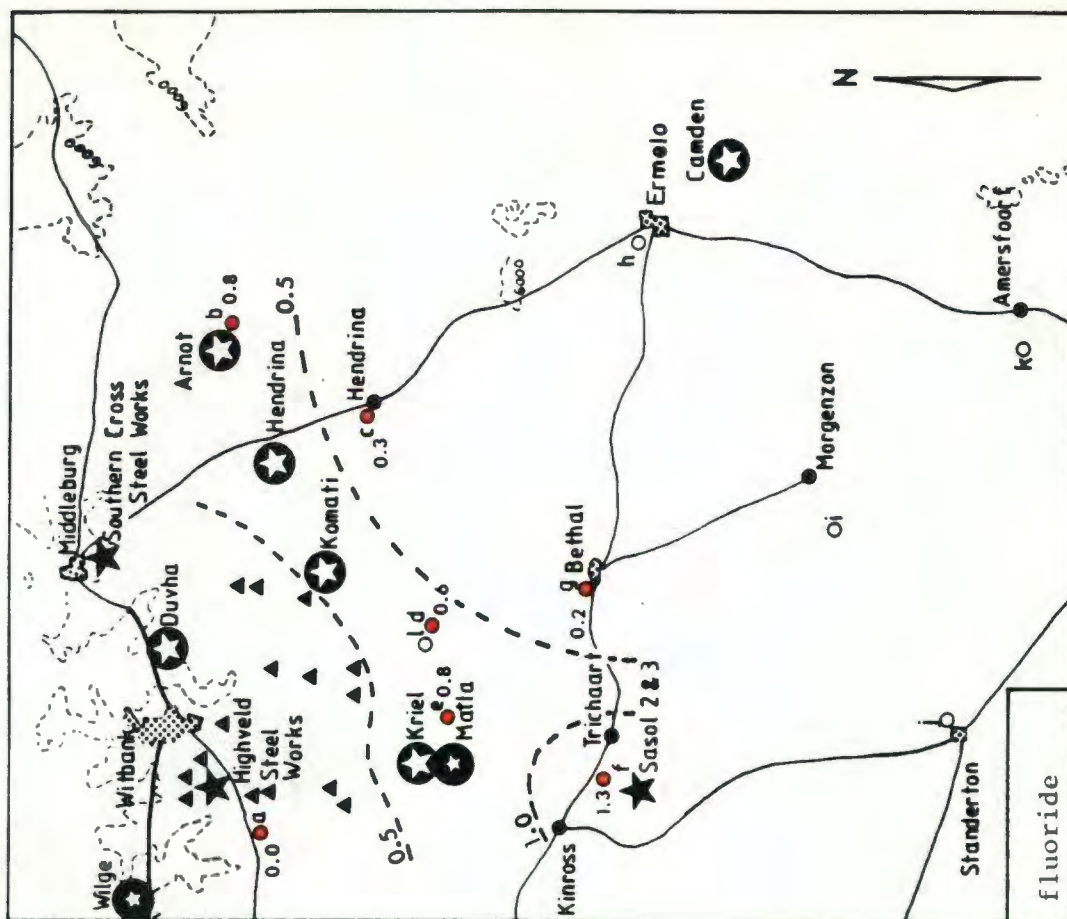 Wilge
Witbank
Duvha
Middleburg
Southern Cross
Steel Works
Arnot
b
0.8
Highveld
Steel
Works
a
0.0
Komati
Hendrina
0.5
Hendrina
c
0.3
0.5
Kriel
e
0.8
Matla
l
d
0.6
6000
h
Ermelo
Camden
N
Kinross
1.0
1.3
f
Trichaart
Sasol 2 & 3
0.2
g
Bethal
i
Morgenzon
k
Amersfoort
j
Standerton
fluoride